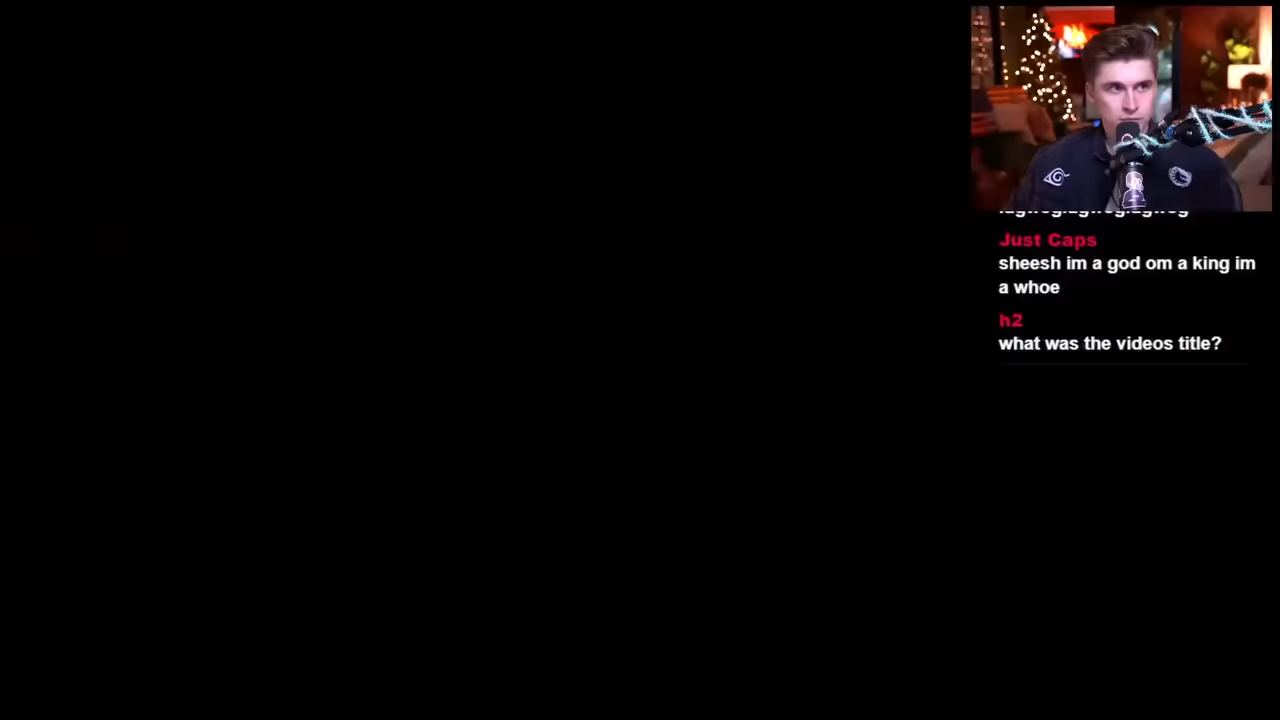 Just Caps
sheesh im a god om a king im
a whoe
h2
what was the videos title?